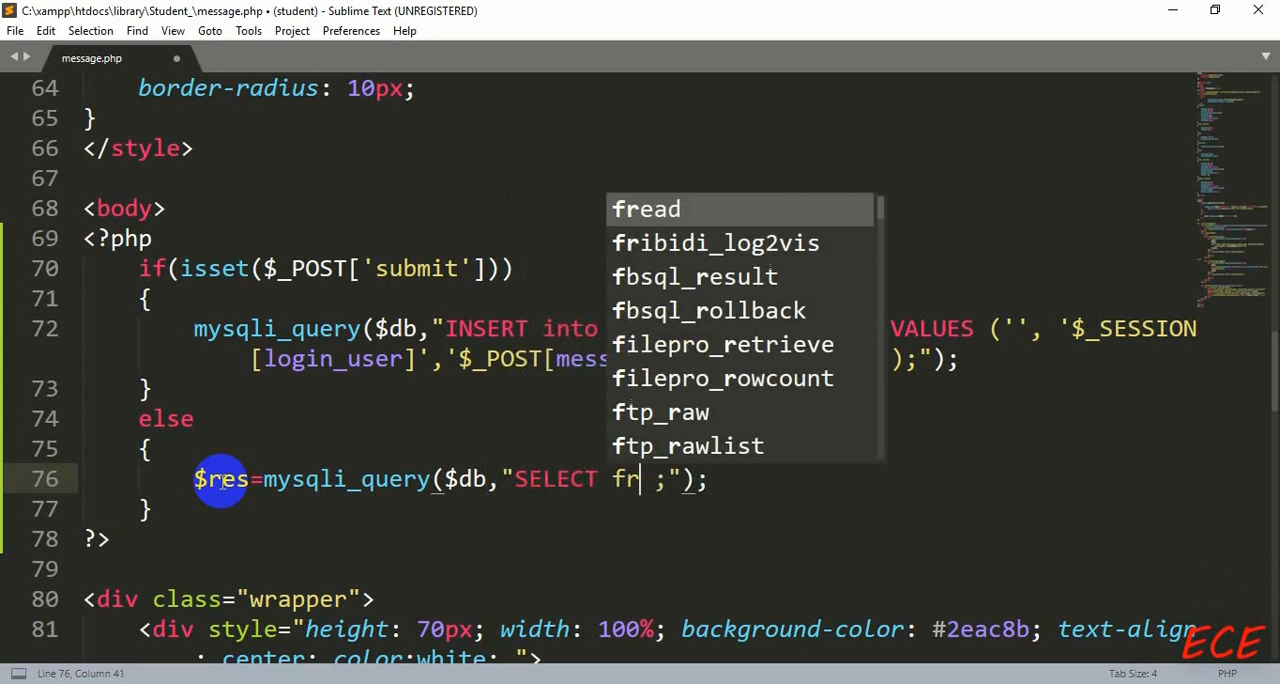 C:\xampp\htdocs\library\Student_\message.php • (student) - Sublime Text (UNREGISTERED)
File Edit Selection Find View Goto Tools Project Preferences Help
message.php
64 border-radius: 10px;
65 }
66 </style>
67
68 <body>
69 <?php
70 if(isset($_POST['submit']))
71 {
72 mysqli_query($db,"INSERT into VALUES ('', '$_SESSION
[login_user]','$_POST[mess );");
73 }
74 else
75 {
76 $res=mysqli_query($db,"SELECT fr ;");
77 }
78 ?>
79
80 <div class="wrapper">
81 <div style="height: 70px; width: 100%; background-color: #2eac8b; text-align
: center; color:white; ">
fread
fribidi_log2vis
fbsql_result
fbsql_rollback
filepro_retrieve
filepro_rowcount
ftp_raw
ftp_rawlist
ECE
Line 76, Column 41 Tab Size: 4 PHP